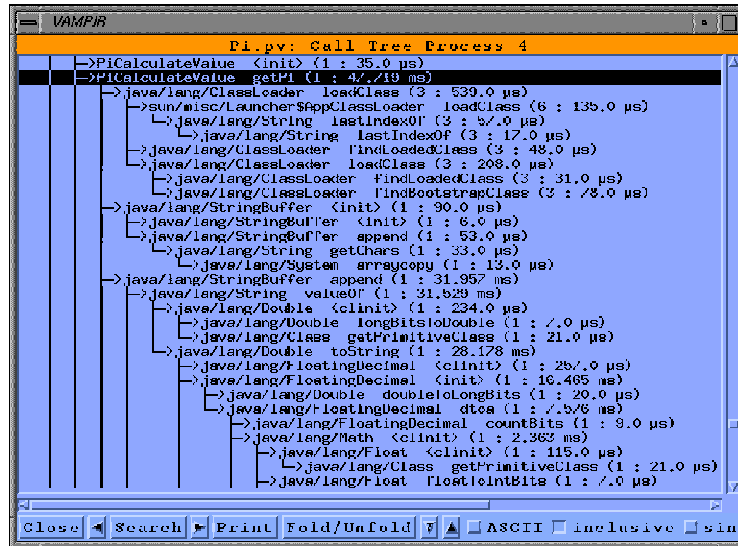 VAMPIR
Pi.pv: Call Tree Process 4
->PiCalculateValue <init> (1 : 35.0 µs)
->PiCalculateValue getPi (1 : 47.719 ms)
->java/lang/ClassLoader loadClass (3 : 539.0 µs)
->sun/misc/Launcher$AppClassLoader loadClass (6 : 135.0 µs)
->java/lang/String lastIndexOf (3 : 57.0 µs)
->java/lang/String lastIndexOf (3 : 17.0 µs)
->java/lang/ClassLoader findLoadedClass (3 : 48.0 µs)
->java/lang/ClassLoader loadClass (3 : 208.0 µs)
->java/lang/ClassLoader findLoadedClass (3 : 31.0 µs)
->java/lang/ClassLoader findBootstrapClass (3 : 78.0 µs)
->java/lang/StringBuffer <init> (1 : 90.0 µs)
->java/lang/StringBuffer <init> (1 : 6.0 µs)
->java/lang/StringBuffer append (1 : 53.0 µs)
->java/lang/String getChars (1 : 33.0 µs)
->java/lang/System arraycopy (1 : 13.0 µs)
->java/lang/StringBuffer append (1 : 31.957 ms)
->java/lang/String valueOf (1 : 31.529 ms)
->java/lang/Double <clinit> (1 : 234.0 µs)
->java/lang/Double longBitsToDouble (1 : 7.0 µs)
->java/lang/Class getPrimitiveClass (1 : 21.0 µs)
->java/lang/Double toString (1 : 28.178 ms)
->java/lang/FloatingDecimal <clinit> (1 : 257.0 µs)
->java/lang/FloatingDecimal <init> (1 : 16.465 ms)
->java/lang/Double doubleToLongBits (1 : 20.0 µs)
->java/lang/FloatingDecimal dtoa (1 : 7.576 ms)
->java/lang/FloatingDecimal countBits (1 : 9.0 µs)
->java/lang/Math <clinit> (1 : 2.363 ms)
->java/lang/Float <clinit> (1 : 115.0 µs)
->java/lang/Class getPrimitiveClass (1 : 21.0 µs)
->java/lang/Float floatToIntBits (1 : 7.0 µs)
Close Search Print Fold/Unfold ASCII inclusive sin